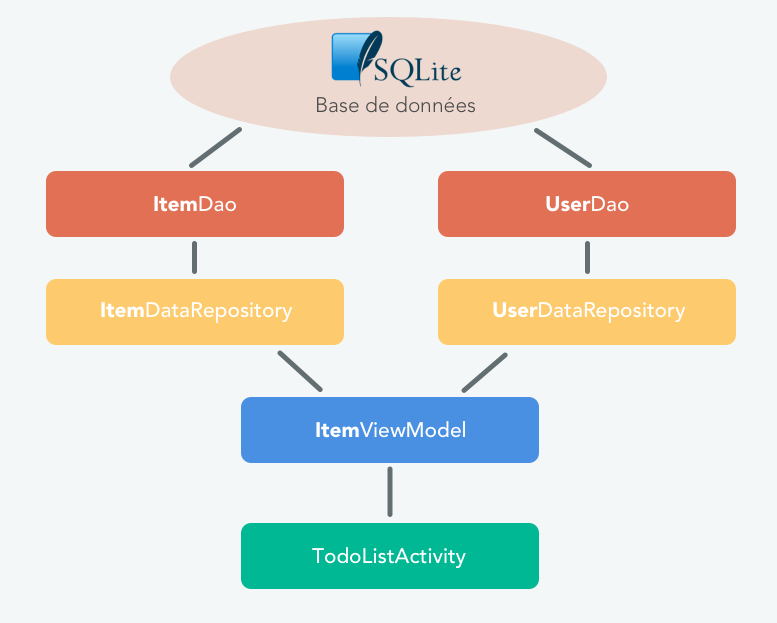 SQLite
Base de données
ItemDao
UserDao
ItemDataRepository
UserDataRepository
ItemViewModel
TodoListActivity